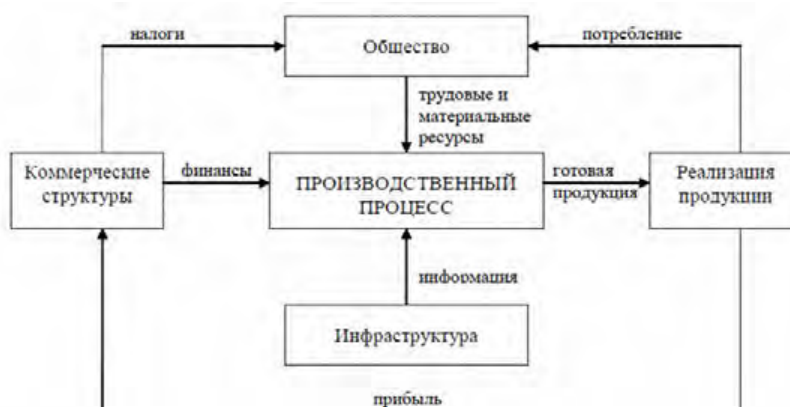 налоги
Общество
потребление
трудовые и
материальные
ресурсы
Коммерческие
структуры
финансы
ПРОИЗВОДСТВЕННЫЙ
ПРОЦЕСС
готовая
продукция
Реализация
продукции
информация
Инфраструктура
прибыль